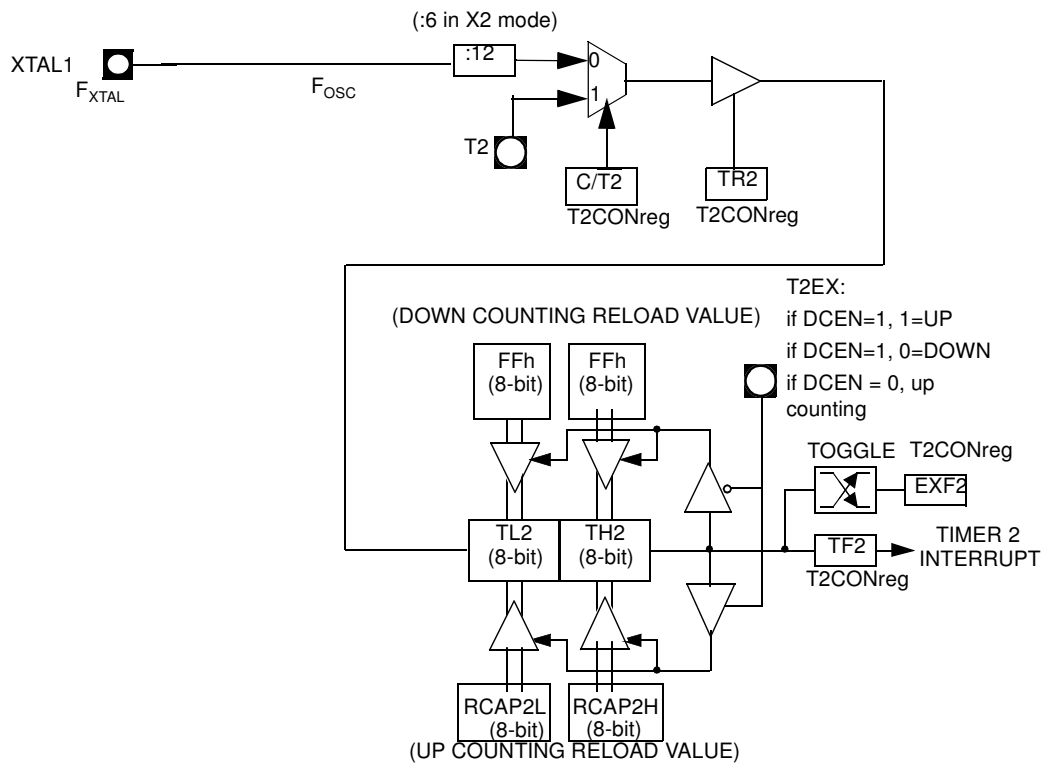 (:6 in X2 mode)
XTAL1
:12
0
F_XTAL
F_OSC
1
T2
C/T2
TR2
T2CONreg
T2CONreg
T2EX:
(DOWN COUNTING RELOAD VALUE)
if DCEN=1, 1=UP
if DCEN=1, 0=DOWN
if DCEN = 0, up
counting
FFh
(8-bit)
FFh
(8-bit)
TOGGLE
T2CONreg
EXF2
TL2
(8-bit)
TH2
(8-bit)
TF2
T2CONreg
TIMER 2
INTERRUPT
RCAP2L
(8-bit)
RCAP2H
(8-bit)
(UP COUNTING RELOAD VALUE)